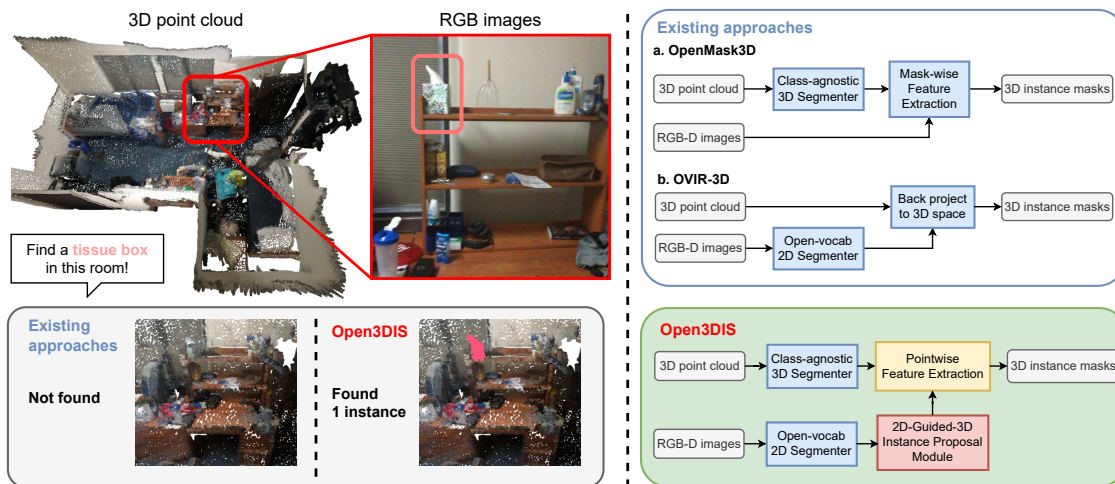 3D point cloud
RGB images
Find a tissue box
in this room!
Existing
approaches
Not found
Open3DIS
Found
1 instance
Existing approaches
a. OpenMask3D
3D point cloud
Class-agnostic
3D Segmenter
Mask-wise
Feature
Extraction
3D instance masks
RGB-D images
b. OVIR-3D
3D point cloud
Back project
to 3D space
3D instance masks
RGB-D images
Open-vocab
2D Segmenter
Open3DIS
3D point cloud
Class-agnostic
3D Segmenter
Pointwise
Feature Extraction
3D instance masks
RGB-D images
Open-vocab
2D Segmenter
2D-Guided-3D
Instance Proposal
Module